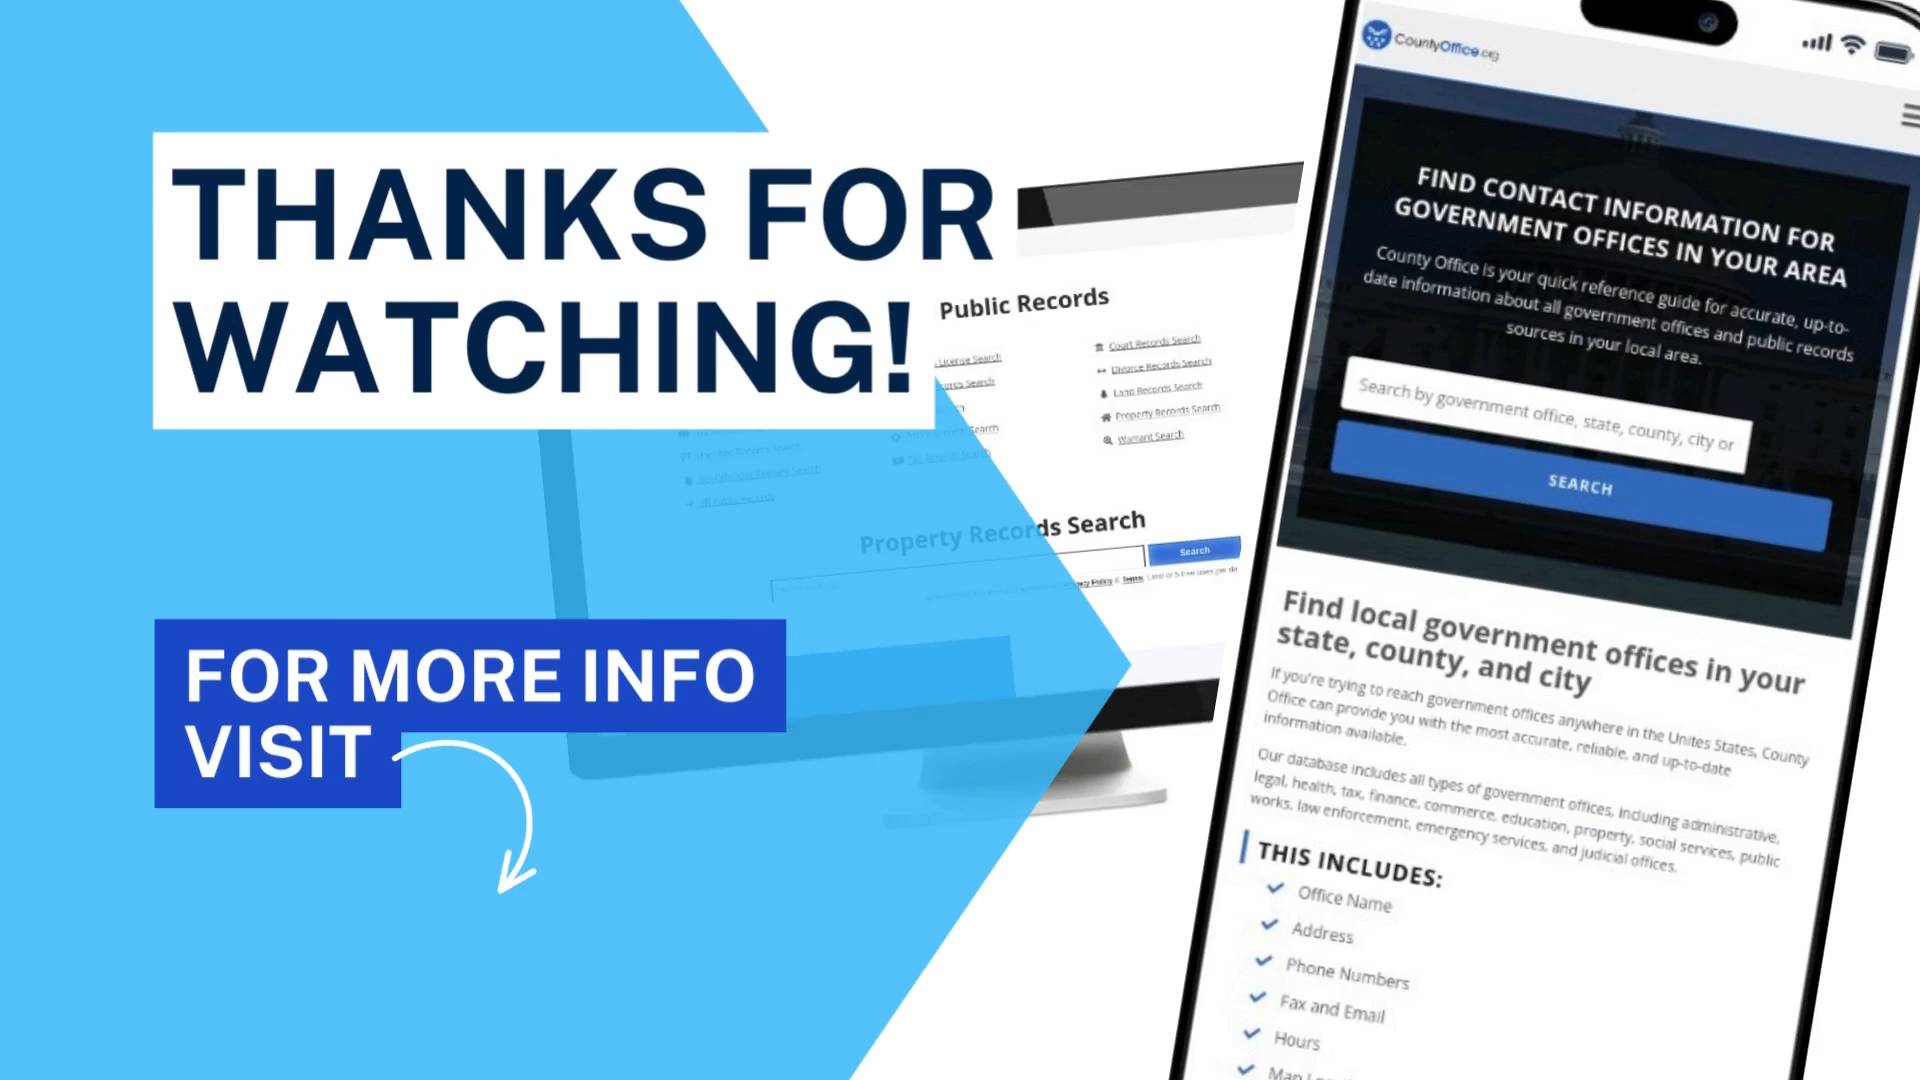 THANKS FOR
WATCHING!
FOR MORE INFO
VISIT
Public Records
License Search
Search
Search
Court Records Search
Divorce Records Search
Land Records Search
Property Records Search
Warrant Search
Property Records Search
Search
Privacy Policy & Terms.
CountyOffice.org
FIND CONTACT INFORMATION FOR
GOVERNMENT OFFICES IN YOUR AREA
County Office is your quick reference guide for accurate, up-to-
date information about all government offices and public records
sources in your local area.
Search by government office, state, county, city or
SEARCH
Find local government offices in your
state, county, and city
If you're trying to reach government offices anywhere in the Unites States, County
Office can provide you with the most accurate, reliable, and up-to-date
information available.
Our database includes all types of government offices, including administrative,
legal, health, tax, finance, commerce, education, property, social services, public
works, law enforcement, emergency services, and judicial offices.
THIS INCLUDES:
Office Name
Address
Phone Numbers
Fax and Email
Hours